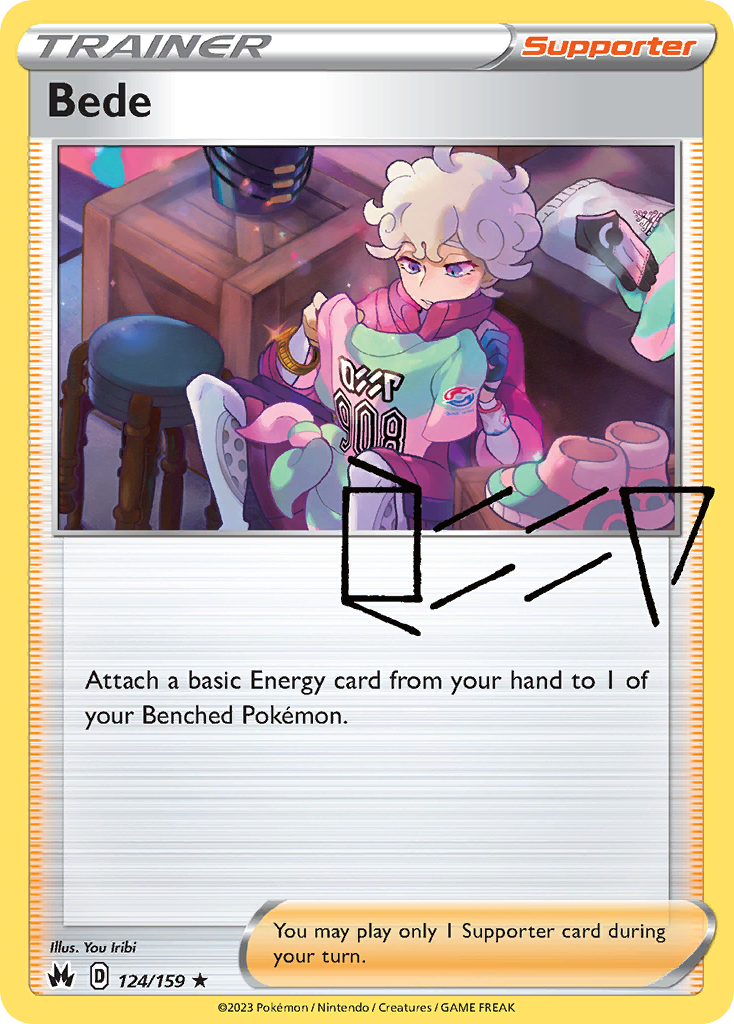 TRAINER
Supporter
Bede
908
Attach a basic Energy card from your hand to 1 of
your Benched Pokémon.
You may play only 1 Supporter card during
your turn.
Illus. You Iribi
D
124/159 ★
©2023 Pokémon / Nintendo / Creatures / GAME FREAK